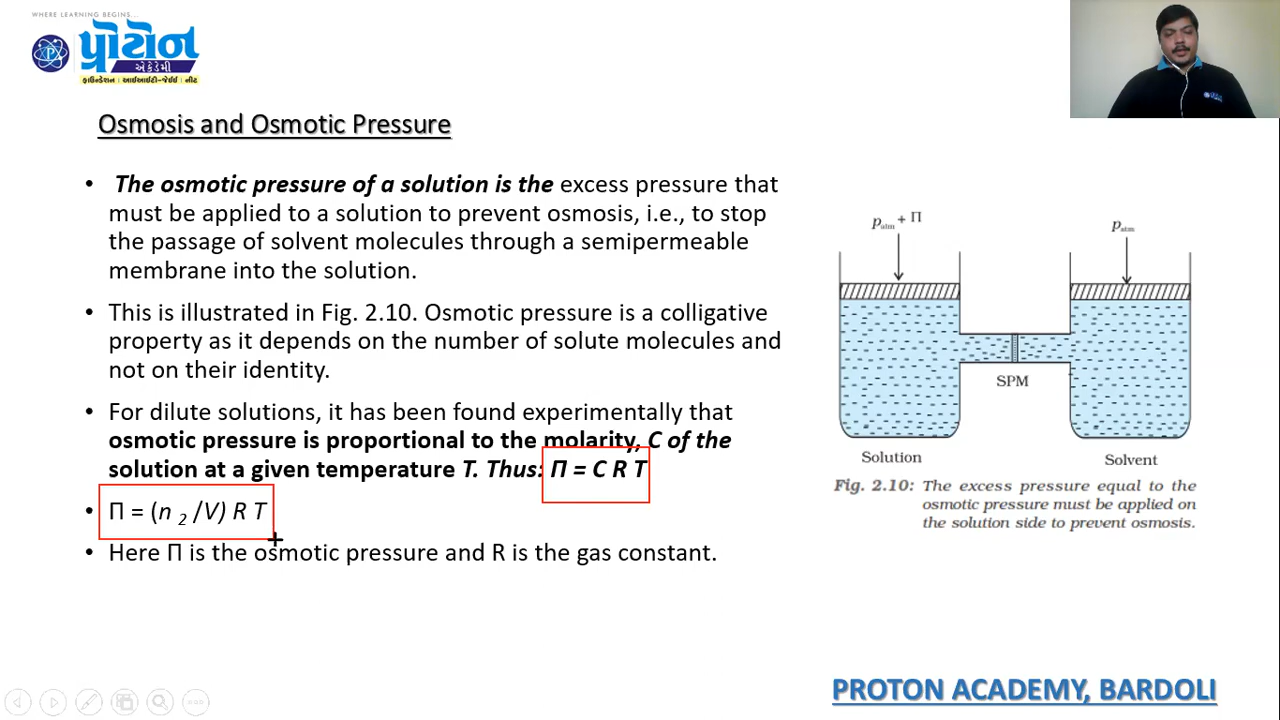 WHERE LEARNING BEGINS...
પ્રોટોન
એકેડેમી
ફાઉન્ડેશન | આઈઆઈટી-જેઈઈ | નીટ
Osmosis and Osmotic Pressure
• The osmotic pressure of a solution is the excess pressure that
must be applied to a solution to prevent osmosis, i.e., to stop
the passage of solvent molecules through a semipermeable
membrane into the solution.
• This is illustrated in Fig. 2.10. Osmotic pressure is a colligative
property as it depends on the number of solute molecules and
not on their identity.
• For dilute solutions, it has been found experimentally that
osmotic pressure is proportional to the molarity, C of the
solution at a given temperature T. Thus: Π = C R T
• Π = (n 2 /V) R T
• Here Π is the osmotic pressure and R is the gas constant.
Patm + Π
Patm
SPM
Solution
Solvent
Fig. 2.10: The excess pressure equal to the
osmotic pressure must be applied on
the solution side to prevent osmosis.
PROTON ACADEMY, BARDOLI